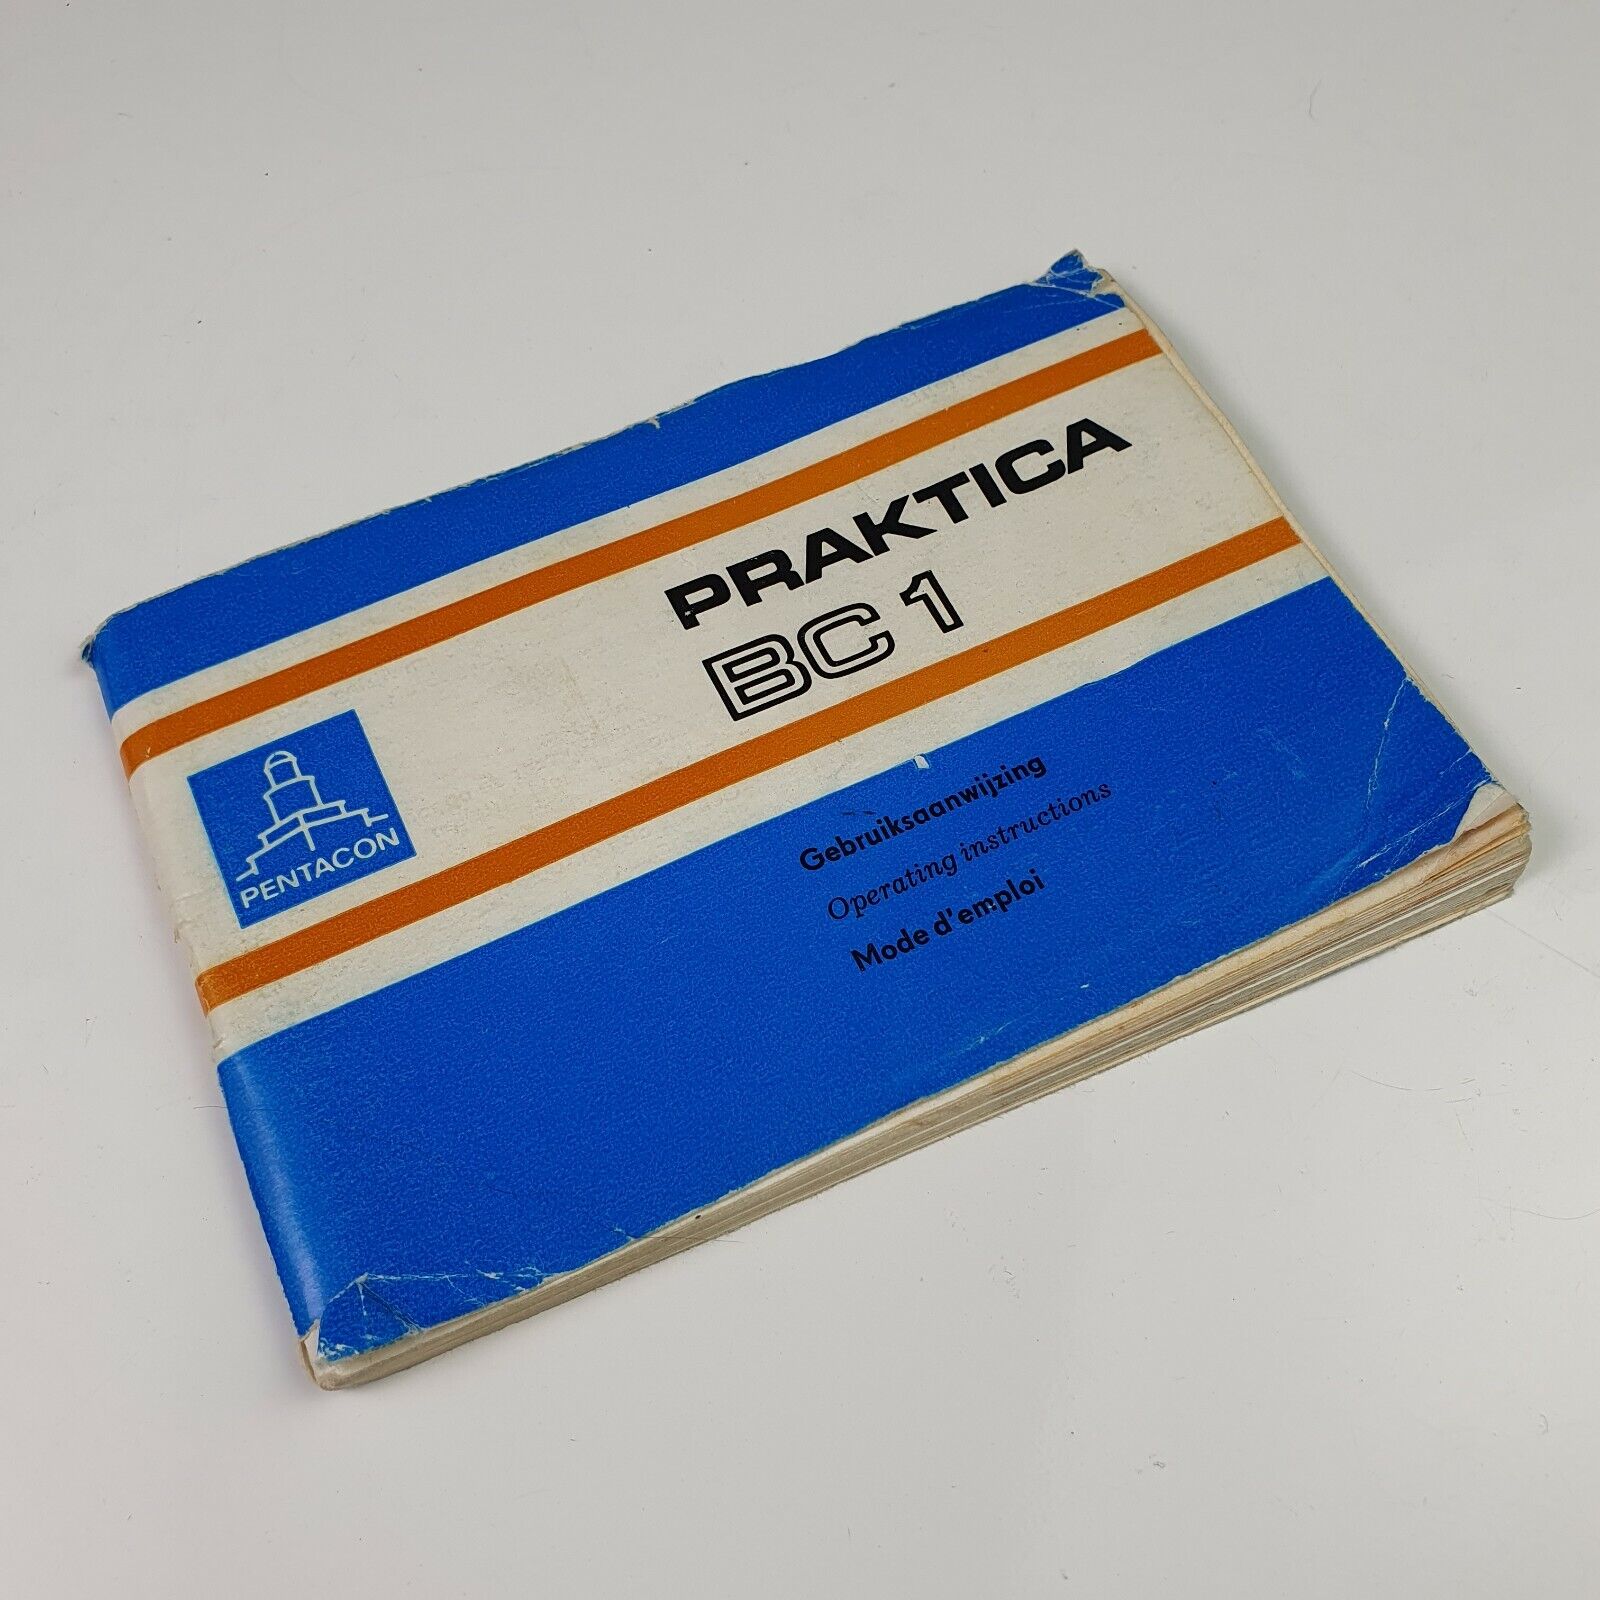 PRAKTICA
BC 1
PENTACON
Gebruiksaanwijzing
Operating instructions
Mode d'emploi